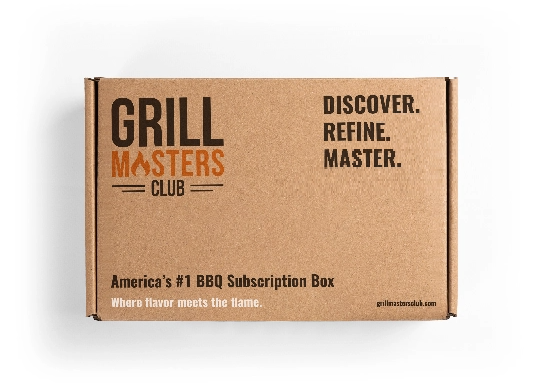 GRILL
MASTERS
CLUB
DISCOVER.
REFINE.
MASTER.
America's #1 BBQ Subscription Box
Where flavor meets the flame.
grillmastersclub.com